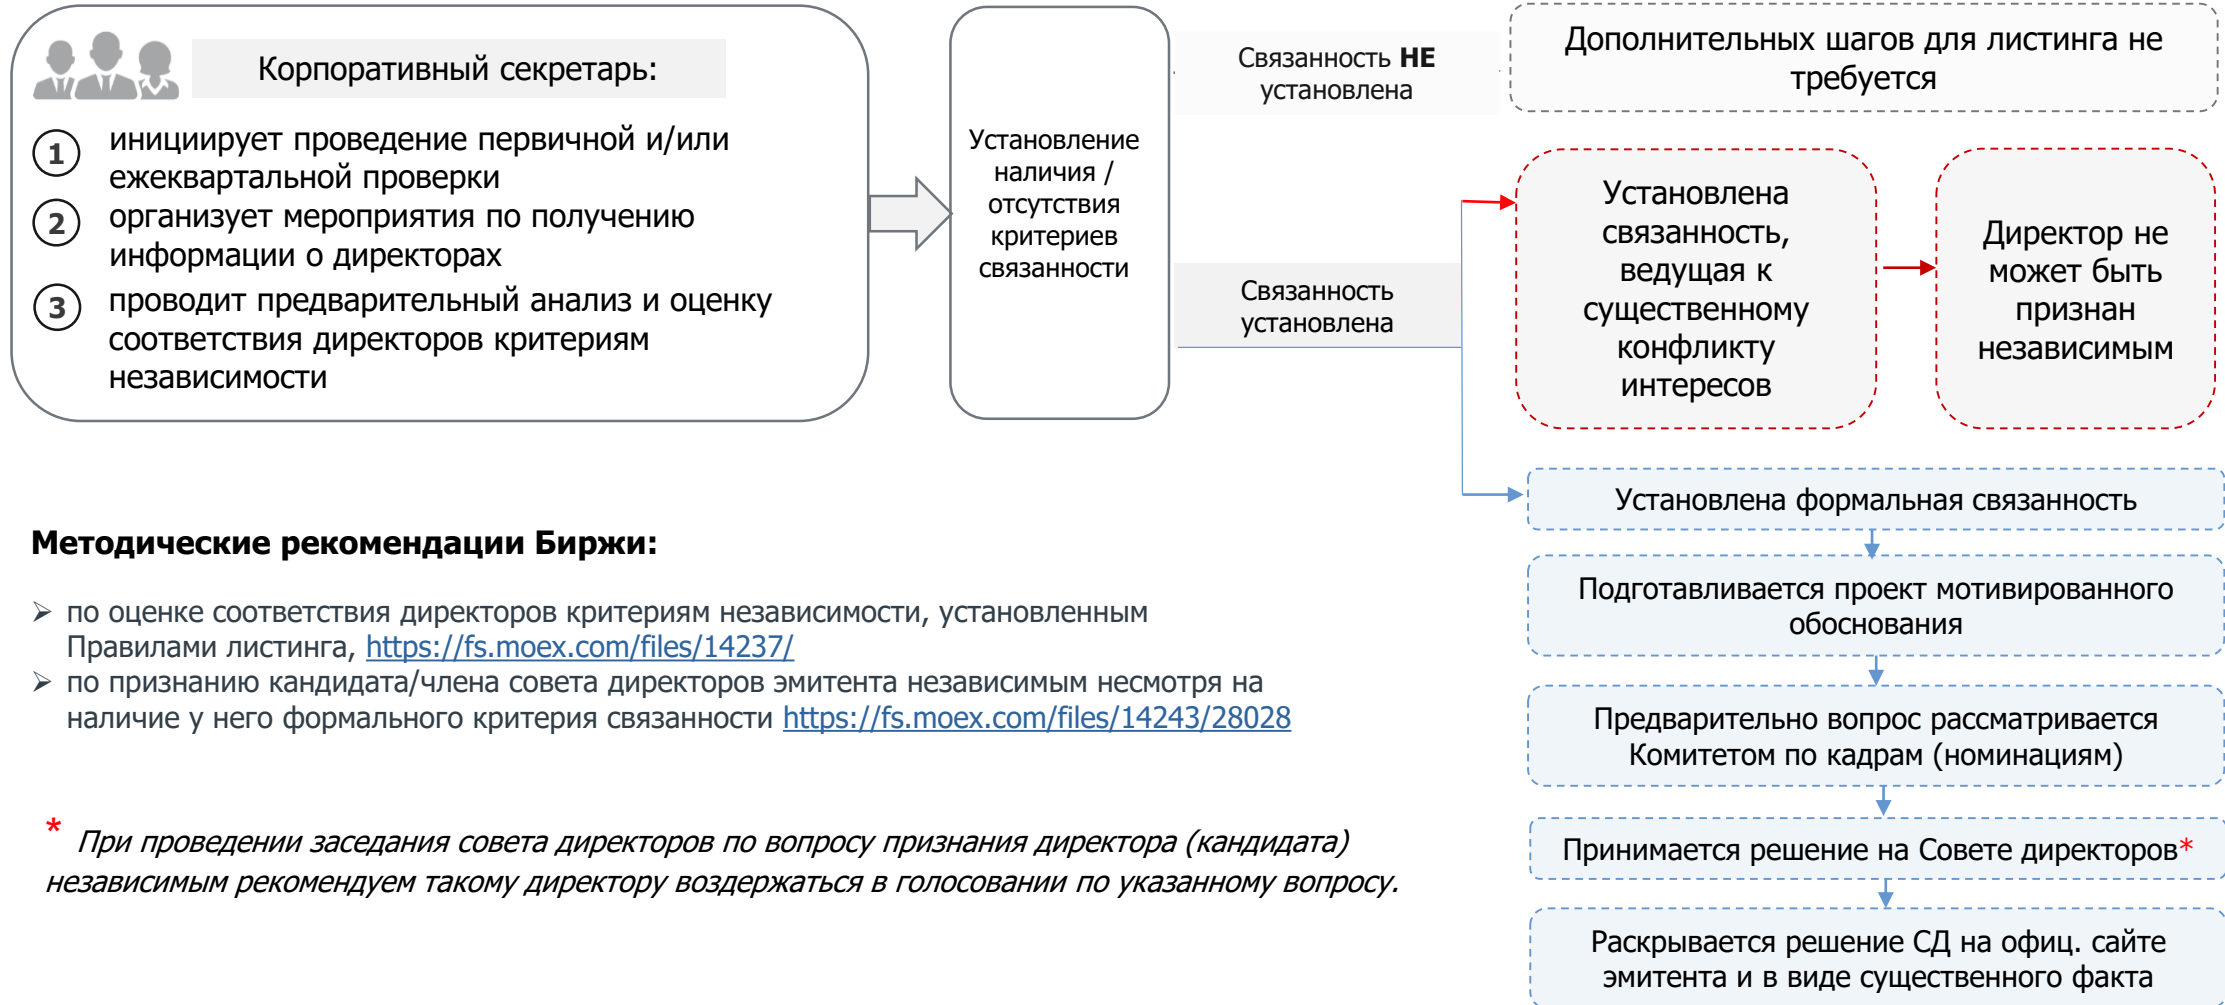 Корпоративный секретарь:
1
инициирует проведение первичной и/или
ежеквартальной проверки
2
организует мероприятия по получению
информации о директорах
3
проводит предварительный анализ и оценку
соответствия директоров критериям
независимости
Установление
наличия /
отсутствия
критериев
связанности
Связанность НЕ
установлена
Дополнительных шагов для листинга не
требуется
Связанность
установлена
Установлена
связанность,
ведущая к
существенному
конфликту
интересов
Директор не
может быть
признан
независимым
Установлена формальная связанность
Подготавливается проект мотивированного
обоснования
Предварительно вопрос рассматривается
Комитетом по кадрам (номинациям)
Принимается решение на Совете директоров*
Раскрывается решение СД на офиц. сайте
эмитента и в виде существенного факта
Методические рекомендации Биржи:
➢ по оценке соответствия директоров критериям независимости, установленным
Правилами листинга, https://fs.moex.com/files/14237/
➢ по признанию кандидата/члена совета директоров эмитента независимым несмотря на
наличие у него формального критерия связанности https://fs.moex.com/files/14243/28028
* При проведении заседания совета директоров по вопросу признания директора (кандидата)
независимым рекомендуем такому директору воздержаться в голосовании по указанному вопросу.